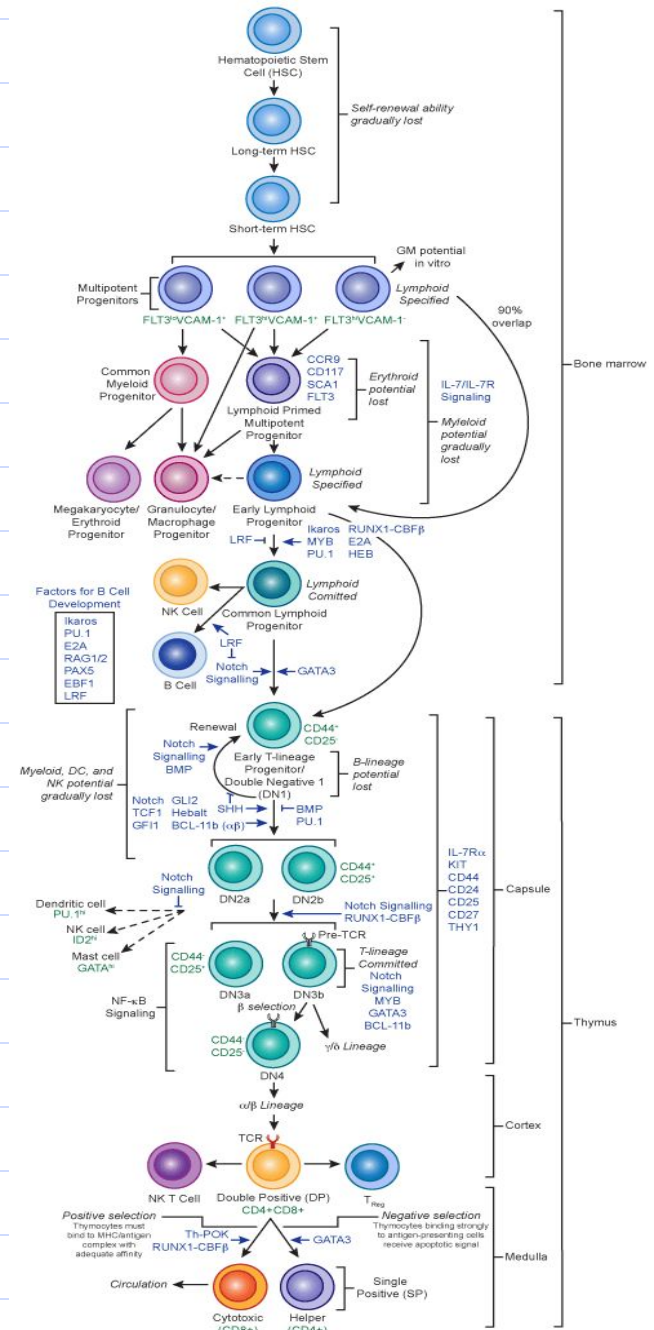 Hematopoietic Stem
Cell (HSC)
Self-renewal ability
gradually lost
Long-term HSC
Short-term HSC
GM potential
in vitro
Multipotent
Progenitors
Lymphoid
Specified
FLT3ˡᵒVCAM-1⁺ FLT3ʰⁱVCAM-1⁺ FLT3ʰⁱVCAM-1⁻
90%
overlap
Bone marrow
Common
Myeloid
Progenitor
CCR9
CD117
SCA1
FLT3
Erythroid
potential
lost
IL-7/IL-7R
Signaling
Lymphoid Primed
Multipotent
Progenitor
Myfeloid
potential
gradually
lost
Lymphoid
Specified
Megakaryocyte/
Erythroid
Progenitor
Granulocyte/
Macrophage
Progenitor
Early Lymphoid
Progenitor
LRF
Ikaros RUNX1-CBFβ
MYB E2A
PU.1 HEB
Lymphoid
Comitted
NK Cell
Common Lymphoid
Progenitor
Factors for B Cell
Development
Ikaros
PU.1
E2A
RAG1/2
PAX5
EBF1
LRF
B Cell
LRF
Notch
Signalling
GATA3
Renewal
CD44⁺
CD25⁻
Notch
Signalling
BMP
Early T-lineage
Progenitor/
Double Negative 1
(DN1)
B-lineage
potential
lost
Myeloid, DC, and
NK potential
gradually lost
Notch GLI2
TCF1 Hebalt
GFI1 BCL-11b (αβ)
SHH
BMP
PU.1
CD44⁺
CD25⁺
DN2a
DN2b
IL-7Rα
KIT
CD44
CD24
CD25
CD27
THY1
Capsule
Notch
Signalling
Dendritic cell
PU.1ʰⁱ
NK cell
ID2ʰⁱ
Mast cell
Notch Signalling
RUNX1-CBFβ
Pre-TCR
CD44⁻
CD25⁺
DN3a
DN3b
T-lineage
Committed
Notch
Signalling
MYB
GATA3
BCL-11b
NF-κB
Signaling
β selection
γ/δ Lineage
CD44⁻
CD25⁻
DN4
Thymus
α/β Lineage
Cortex
TCR
NK T Cell
Double Positive (DP)
CD4+CD8+
T Reg
Positive selection
Thymocytes must
bind to MHC/antigen
complex with
adequate affinity
Negative selection
Thymocytes binding strongly
to antigen-presenting cells
receive apoptotic signal
Th-POK
RUNX1-CBFβ
GATA3
Medulla
Circulation
Single
Positive (SP)
Cytotoxic
(CD8+)
Helper
(CD4+)